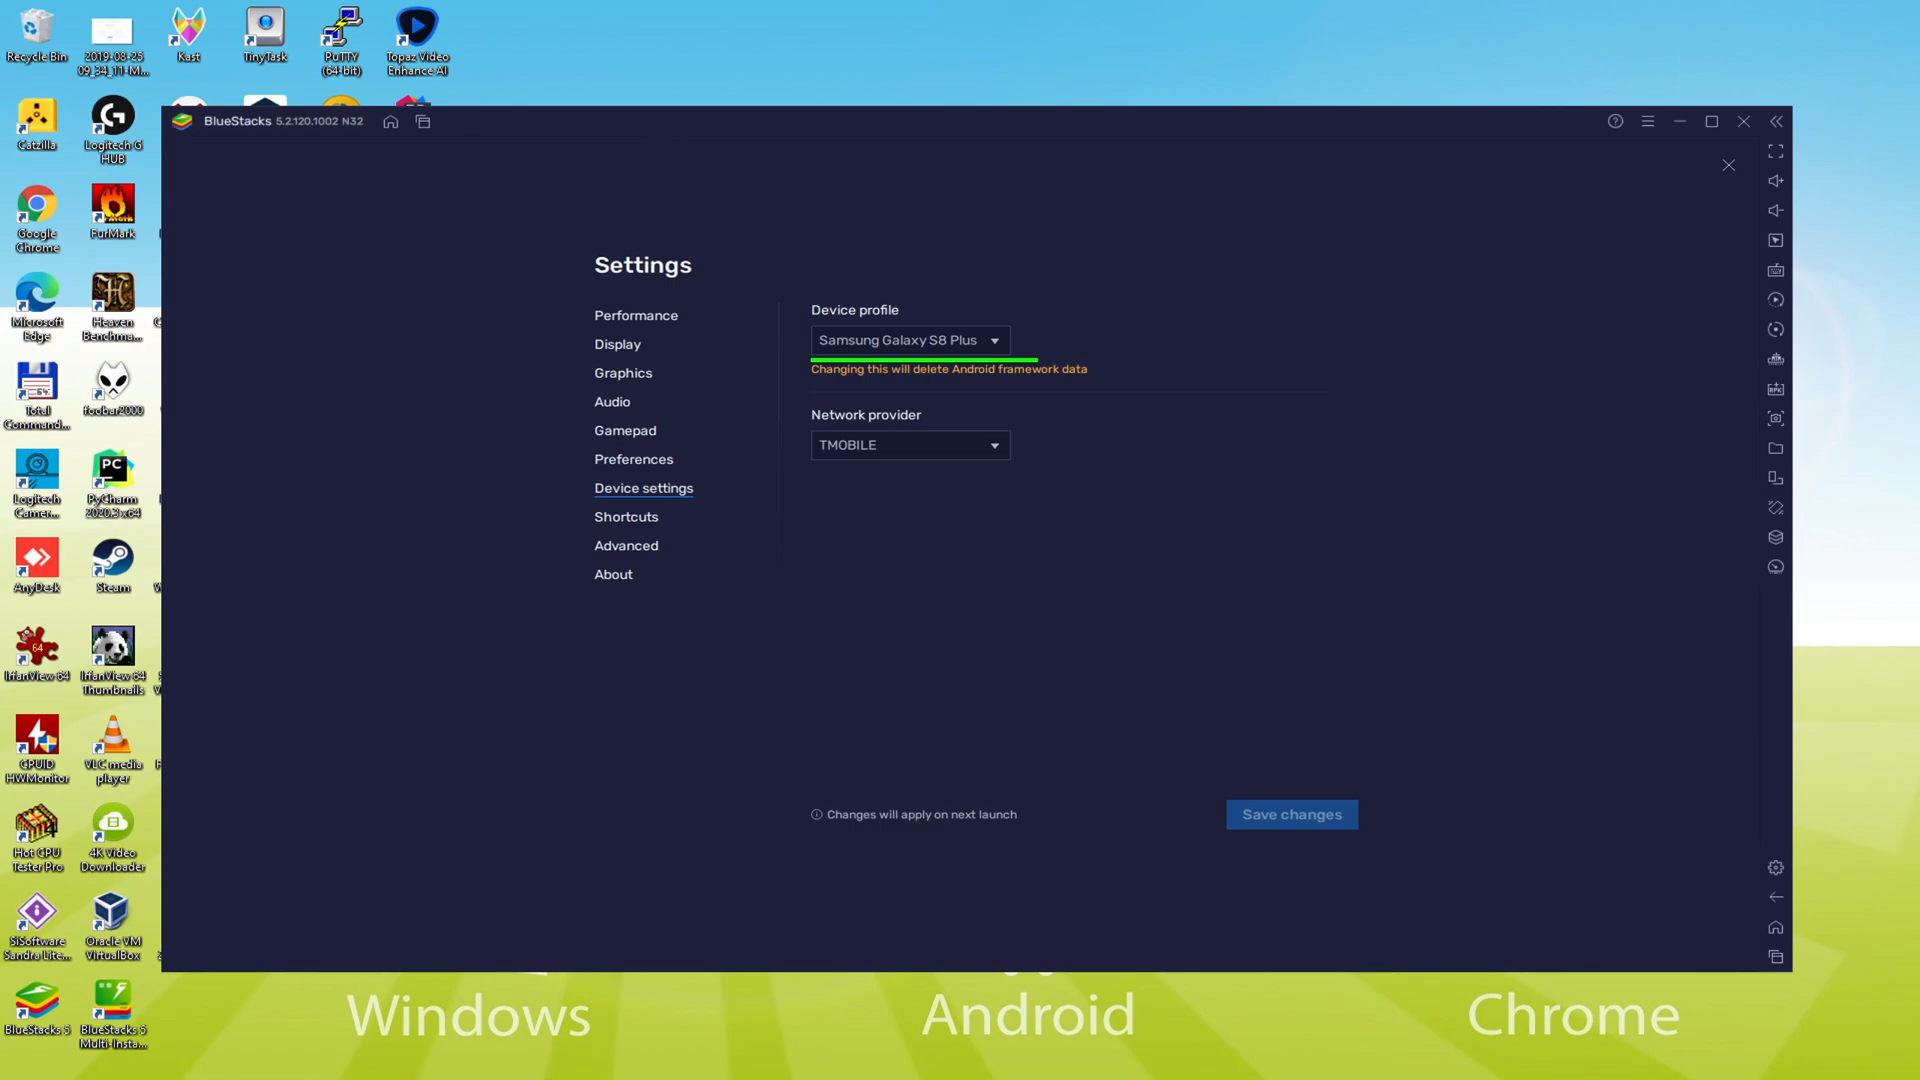 Recycle Bin
2019-08-25
09_34_11-M...
Kast
TinyTask
PuTTY
(64-bit)
Topaz Video
Enhance AI
Catzilla
Logitech G
HUB
Google
Chrome
FurMark
Microsoft
Edge
Heaven
Benchma...
64
Total
Command...
foobar2000
Logitech
Camer...
PC
PyCharm
2020.3 x64
AnyDesk
Steam
64
IrfanView 64
IrfanView 64
Thumbnails
CPUID
HWMonitor
VLC media
player
4
Hot CPU
Tester Pro
4K Video
Downloader
SiSoftware
Sandra Lite...
Oracle VM
VirtualBox
BlueStacks 5
BlueStacks 5
Multi-Insta...
BlueStacks 5.2.120.1002 N32
Settings
Performance
Display
Graphics
Audio
Gamepad
Preferences
Device settings
Shortcuts
Advanced
About
Device profile
Samsung Galaxy S8 Plus
Changing this will delete Android framework data
Network provider
TMOBILE
Changes will apply on next launch
Save changes
Windows
Android
Chrome